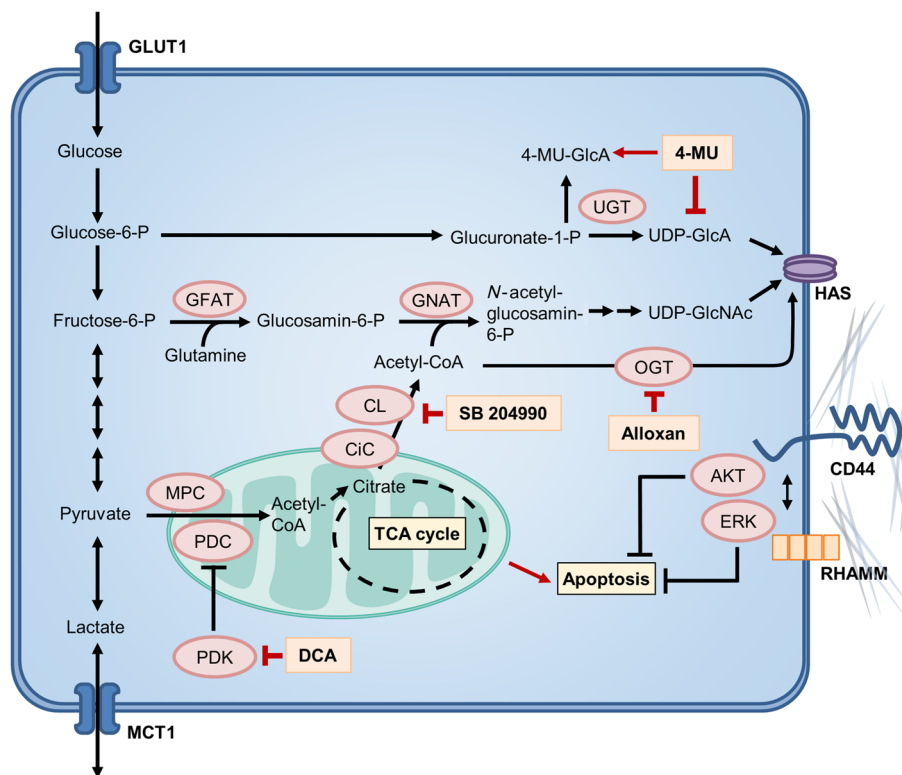 GLUT1
Glucose
4-MU-GlcA
4-MU
UGT
Glucose-6-P
Glucuronate-1-P
UDP-GlcA
HAS
GFAT
GNAT
N-acetyl-
glucosamin-
6-P
Fructose-6-P
Glucosamin-6-P
UDP-GlcNAc
Glutamine
Acetyl-CoA
OGT
CL
SB 204990
Alloxan
CiC
CD44
AKT
MPC
Acetyl-
CoA
Citrate
Pyruvate
PDC
TCA cycle
ERK
Apoptosis
RHAMM
Lactate
PDK
DCA
MCT1